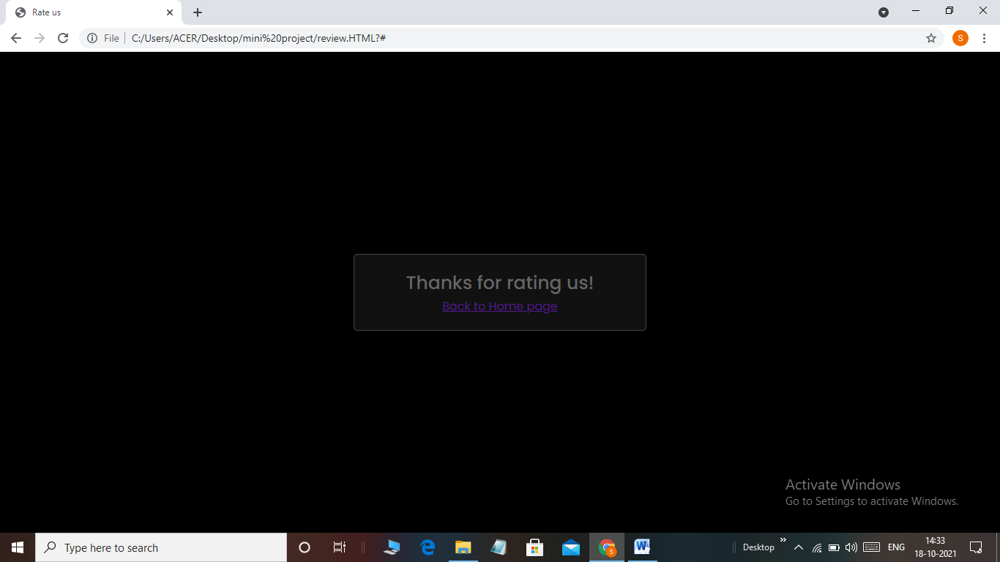 Rate us
File
C:/Users/ACER/Desktop/mini%20project/review.HTML?#
S
Thanks for rating us!
Back to Home page
Activate Windows
Go to Settings to activate Windows.
Type here to search
S
W
Desktop
ENG
14:33
18-10-2021